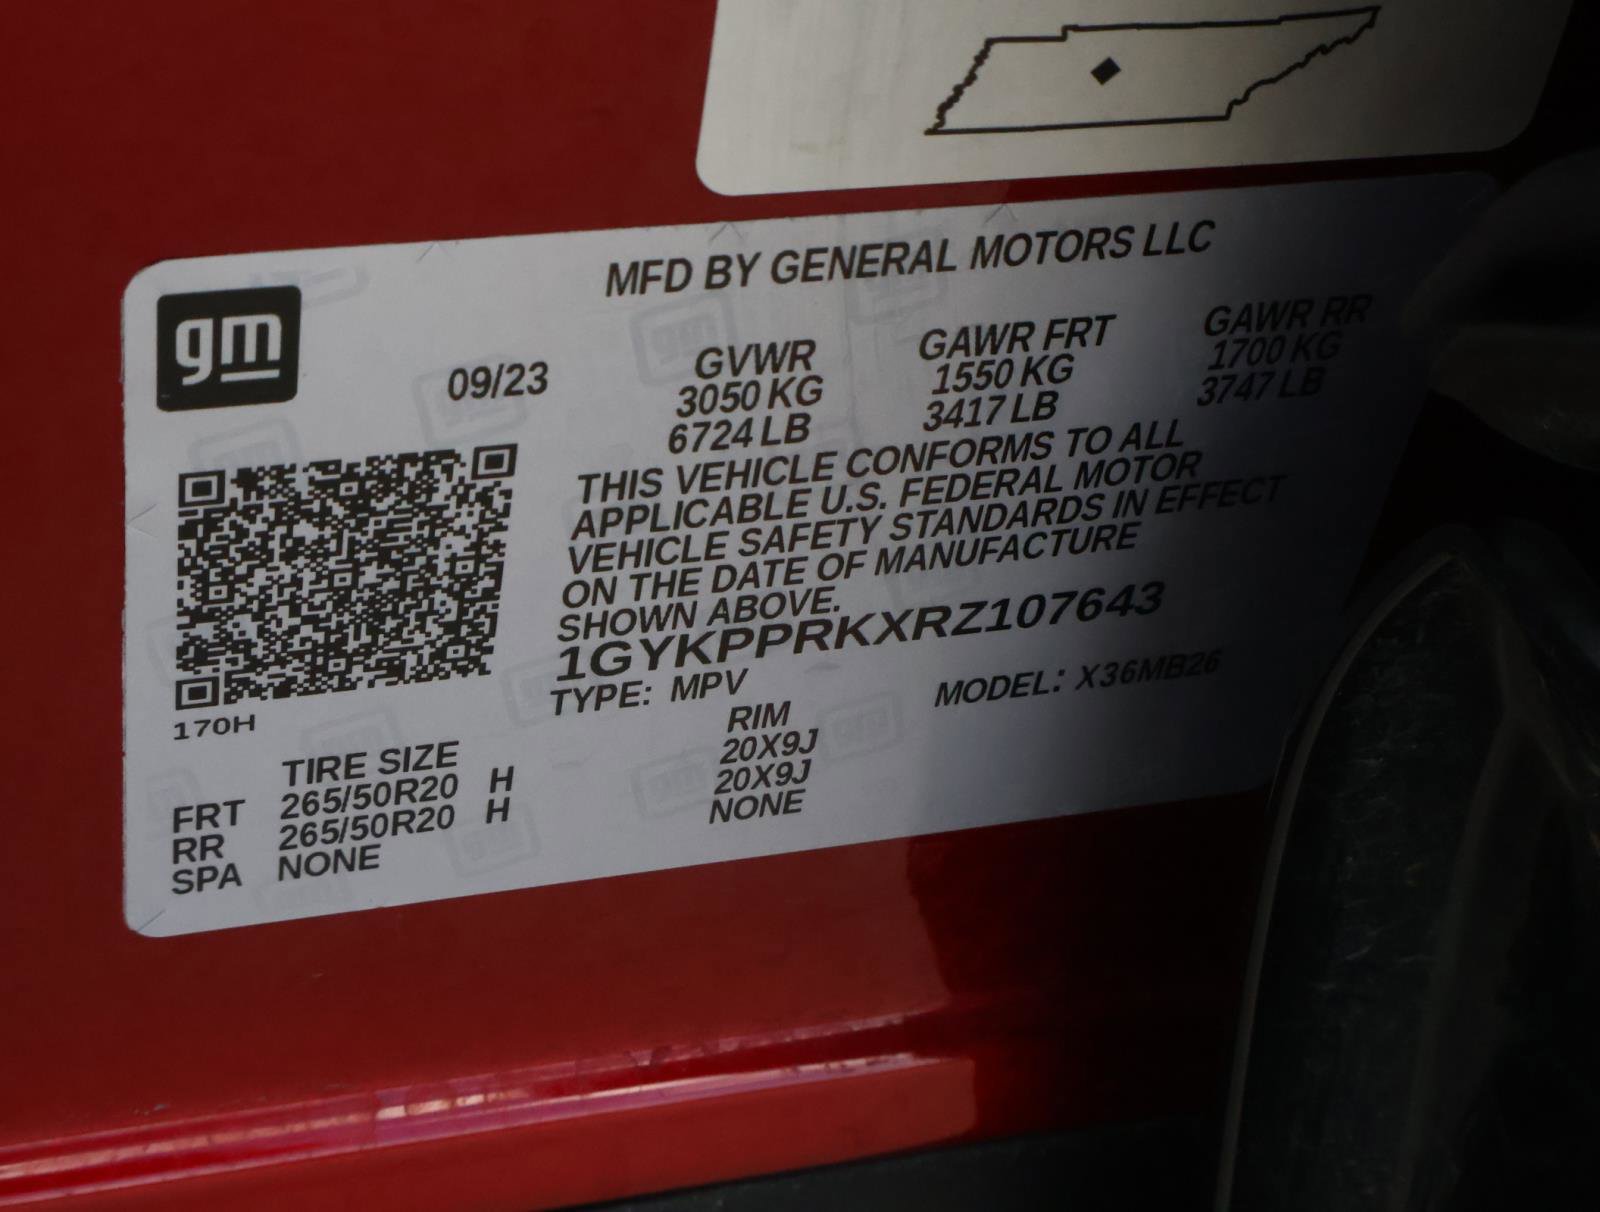 gm
MFD BY GENERAL MOTORS LLC
09/23
GVWR
3050 KG
6724 LB
GAWR FRT
1550 KG
3417 LB
GAWR RR
1700 KG
3747 LB
THIS VEHICLE CONFORMS TO ALL
APPLICABLE U.S. FEDERAL MOTOR
VEHICLE SAFETY STANDARDS IN EFFECT
ON THE DATE OF MANUFACTURE
SHOWN ABOVE.
1GYKPPRKXRZ107643
TYPE: MPV
MODEL: X36MB26
170H
TIRE SIZE
RIM
FRT 265/50R20 H 20X9J
RR 265/50R20 H 20X9J
SPA NONE NONE